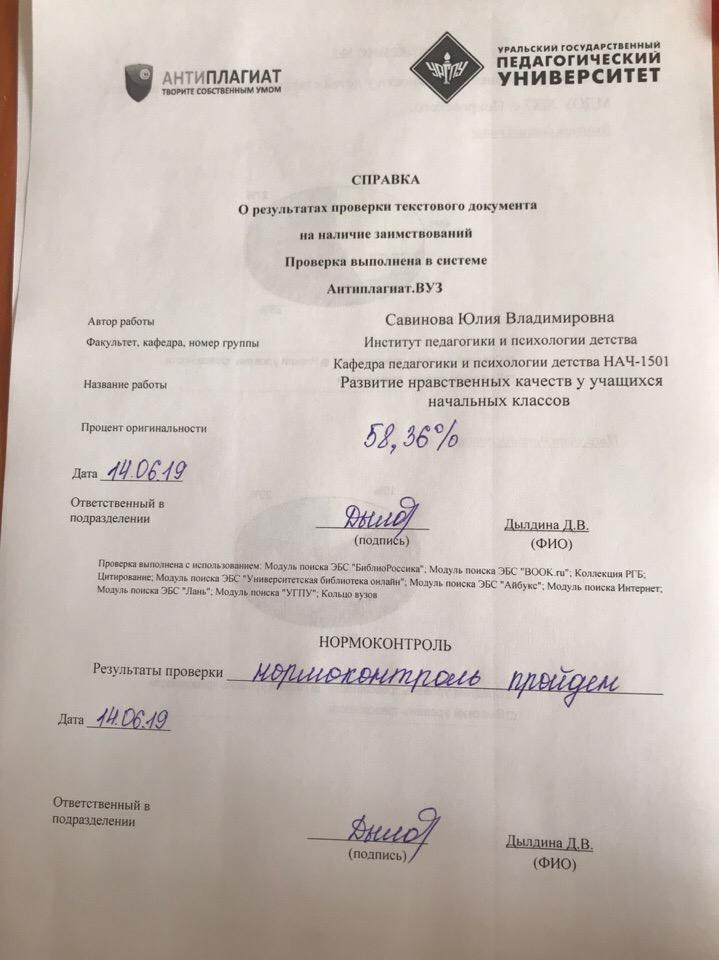 АНТИПЛАГИАТ
ТВОРИТЕ СОБСТВЕННЫМ УМОМ
УрГПУ
УРАЛЬСКИЙ ГОСУДАРСТВЕННЫЙ
ПЕДАГОГИЧЕСКИЙ
УНИВЕРСИТЕТ
СПРАВКА
О результатах проверки текстового документа
на наличие заимствований
Проверка выполнена в системе
Антиплагиат.ВУЗ
Автор работы Савинова Юлия Владимировна
Факультет, кафедра, номер группы Институт педагогики и психологии детства
Кафедра педагогики и психологии детства НАЧ-1501
Название работы Развитие нравственных качеств у учащихся
начальных классов
Процент оригинальности 58,36%
Дата 14.06.19
Ответственный в
подразделении Дылд Дылдина Д.В.
(подпись) (ФИО)
Проверка выполнена с использованием: Модуль поиска ЭБС "БиблиоРоссика"; Модуль поиска ЭБС "BOOK.ru"; Коллекция РГБ;
Цитирование; Модуль поиска ЭБС "Университетская библиотека онлайн"; Модуль поиска ЭБС "Айбукс"; Модуль поиска Интернет;
Модуль поиска ЭБС "Лань"; Модуль поиска "УГПУ"; Кольцо вузов
НОРМОКОНТРОЛЬ
Результаты проверки нормоконтроль пройден
Дата 14.06.19
Ответственный в
подразделении Дылд Дылдина Д.В.
(подпись) (ФИО)